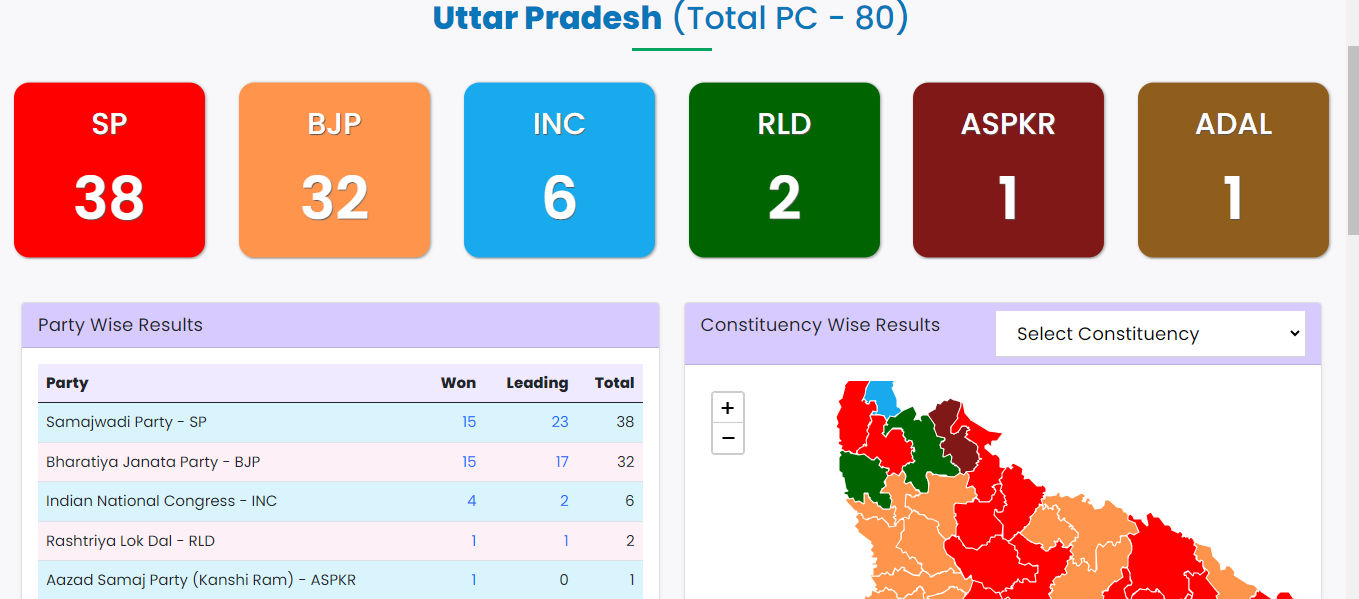 Uttar Pradesh (Total PC - 80)
SP BJP INC RLD ASPKR ADAL
38 32 6 2 1 1
Party Wise Results
Party Won Leading Total
Samajwadi Party - SP 15 23 38
Bharatiya Janata Party - BJP 15 17 32
Indian National Congress - INC 4 2 6
Rashtriya Lok Dal - RLD 1 1 2
Aazad Samaj Party (Kanshi Ram) - ASPKR 1 0 1
Constituency Wise Results Select Constituency
+
−